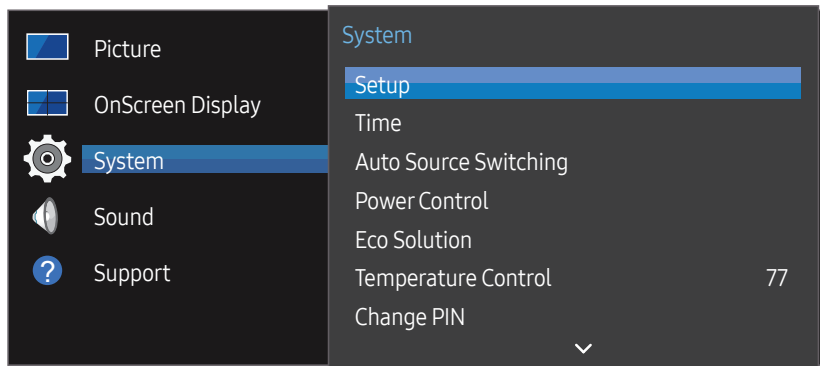 Picture
OnScreen Display
System
Sound
?
Support
System
Setup
Time
Auto Source Switching
Power Control
Eco Solution
Temperature Control 77
Change PIN